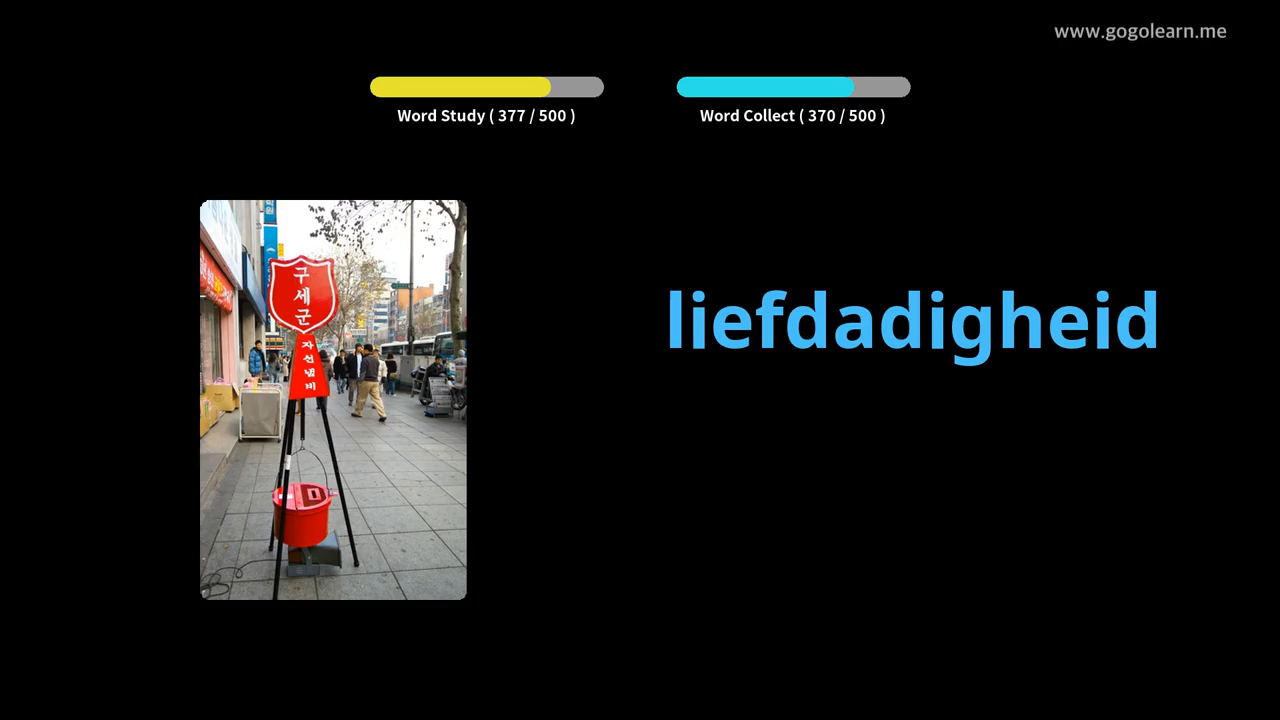 www.gogolearn.me
Word Study ( 377 / 500 )
Word Collect ( 370 / 500 )
liefdadigheid
구
세
군
자
선
냄
비